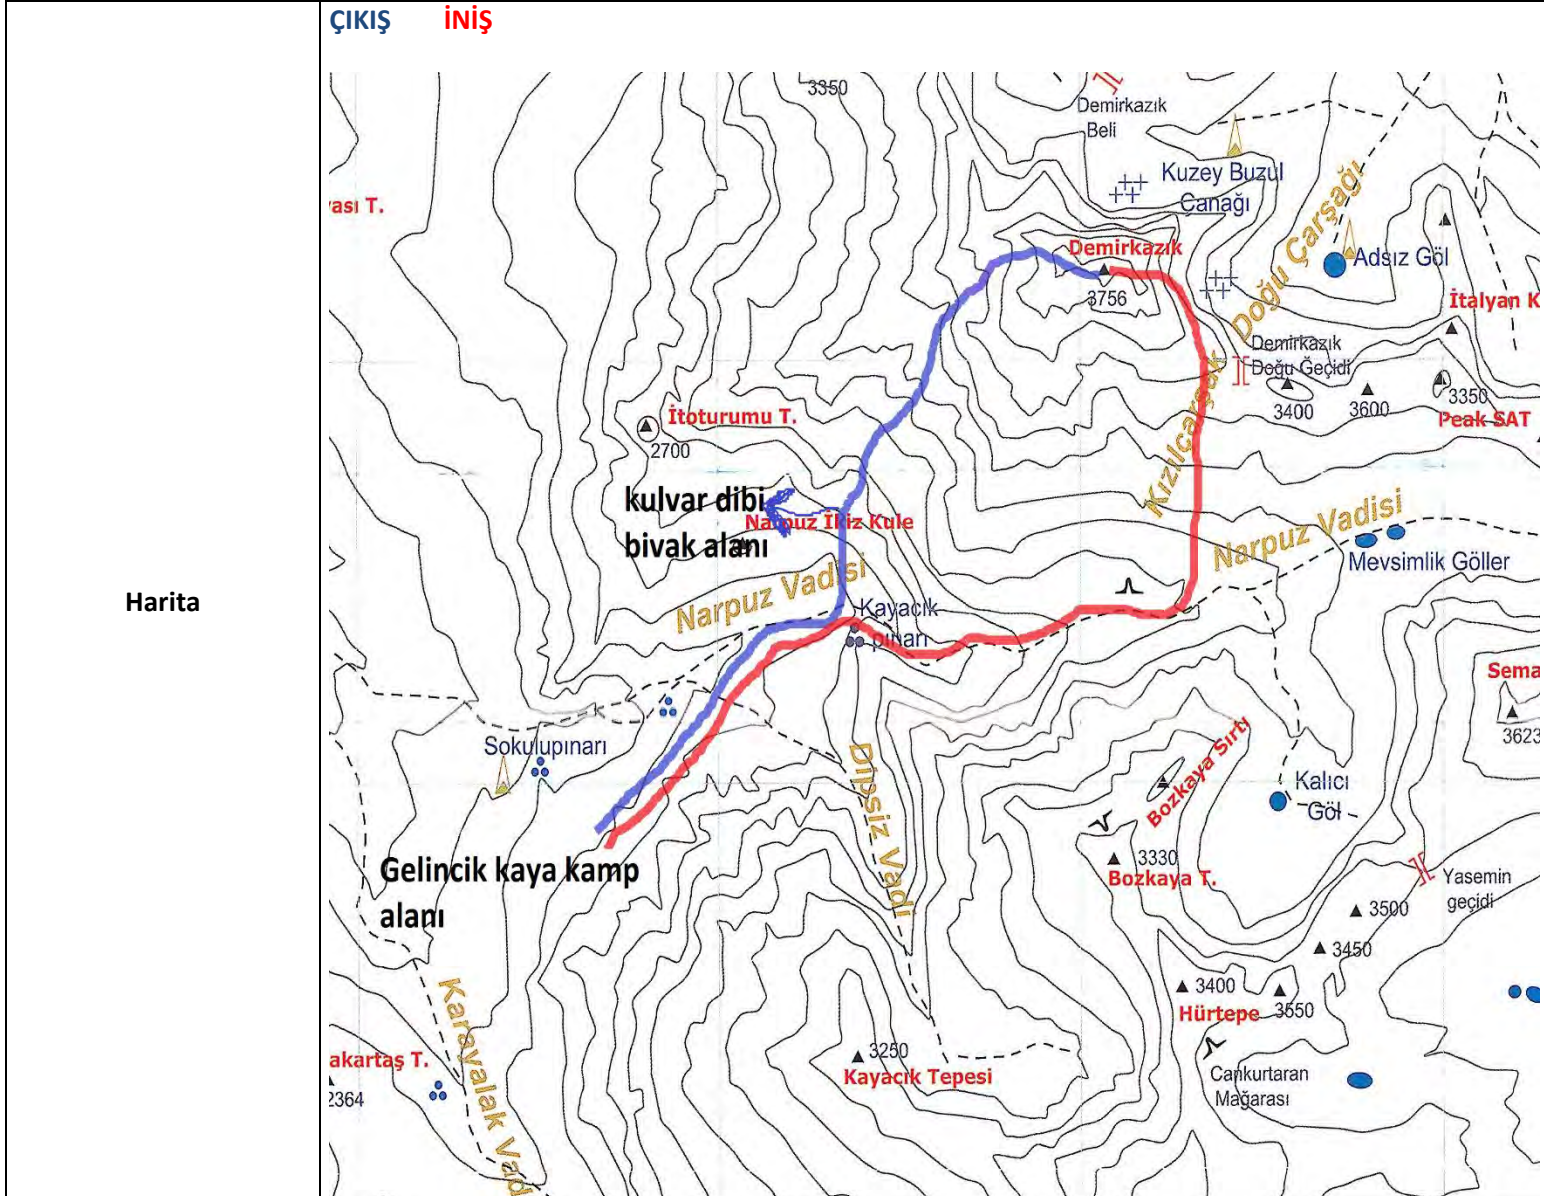 ÇIKIŞ İNİŞ
Harita
3350
Demirkazık
Beli
Kuzey Buzul
Çanağı
ası T.
Doğu Çarşağı
Demirkazık
3756
Adsız Göl
İtalyan K
Demirkazık
Doğu Geçidi
3400
3600
3350
Peak SAT
İtoturumu T.
2700
Kızılçarşak
kulvar dibi
bivak alanı
Narpuz İkiz Kule
Narpuz Vadisi
Mevsimlik Göller
Narpuz Vadisi
Kayacık
pınarı
Sema
3623
Sokulupınarı
Dipsiz Vadi
Bozkaya Sırtı
Kalıcı
Göl
Gelincik kaya kamp
alanı
3330
Bozkaya T.
Yasemin
geçidi
3500
3450
3400
Hürtepe
3550
Karayalak Vad
akartaş T.
2364
3250
Kayacık Tepesi
Cankurtaran
Mağarası